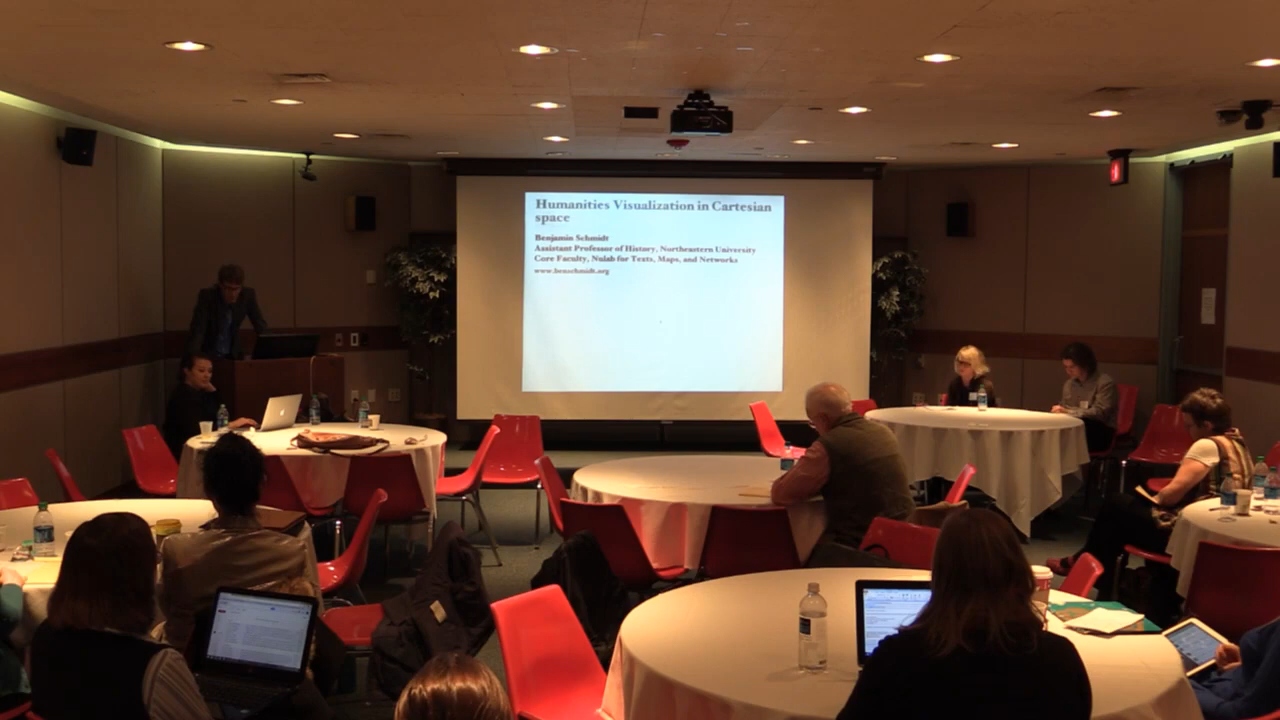 Humanities Visualization in Cartesian
space
Benjamin Schmidt
Assistant Professor of History, Northeastern University
Core Faculty, Nulab for Texts, Maps, and Networks
www.benschmidt.org